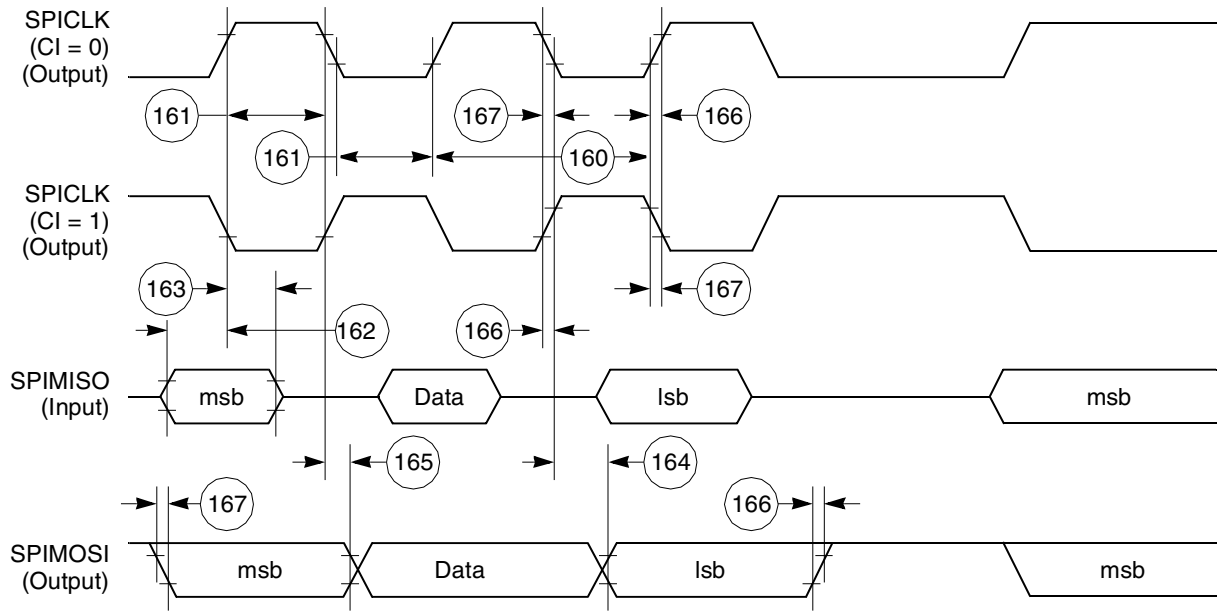 SPICLK
(CI = 0)
(Output)
161
167
166
161
160
SPICLK
(CI = 1)
(Output)
163
167
162
166
SPIMISO
(Input)
msb
Data
lsb
msb
165
164
167
166
SPIMOSI
(Output)
msb
Data
lsb
msb